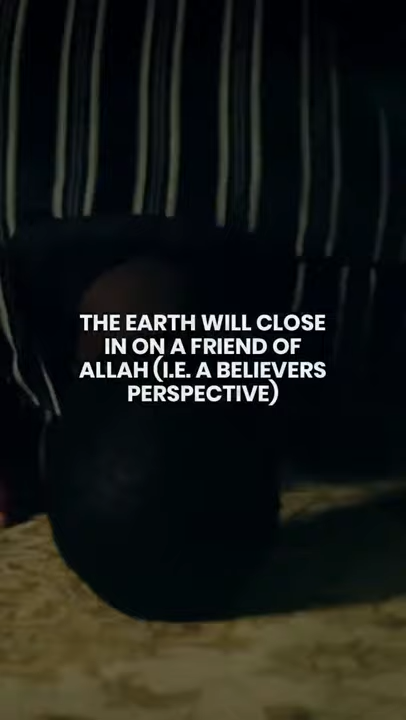 THE EARTH WILL CLOSE
IN ON A FRIEND OF
ALLAH (I.E. A BELIEVERS
PERSPECTIVE)